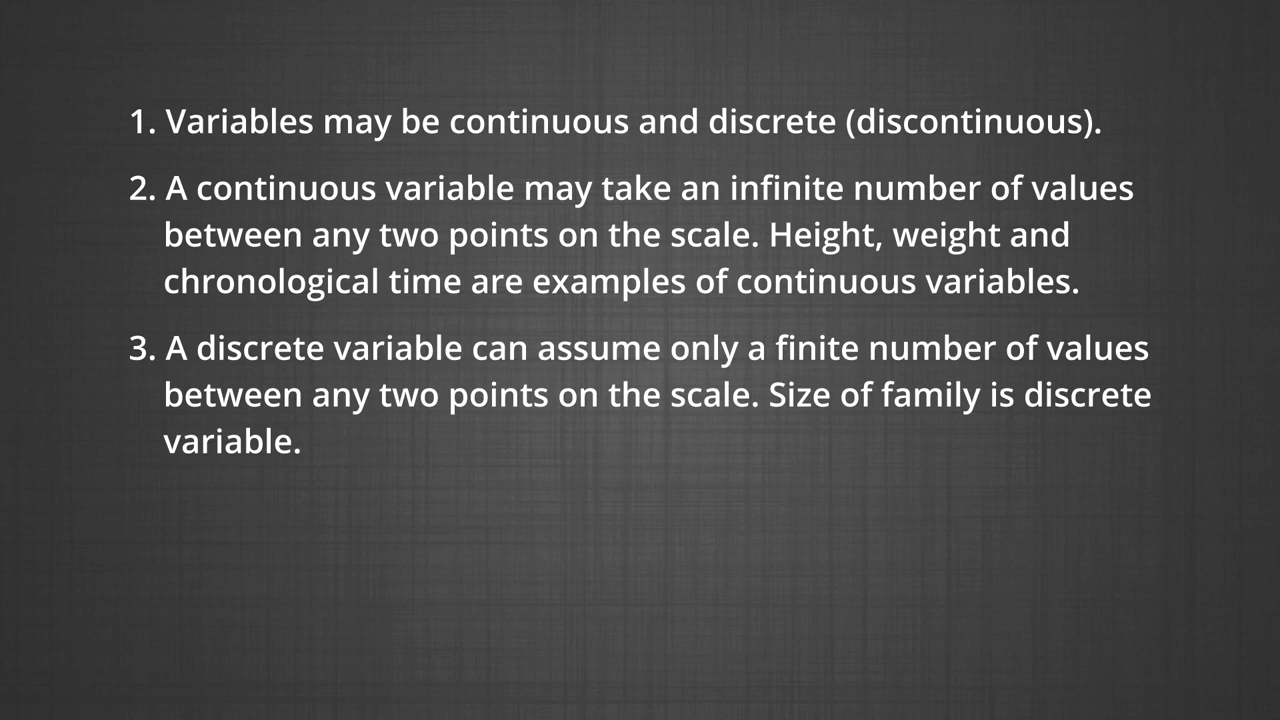 1. Variables may be continuous and discrete (discontinuous).
2. A continuous variable may take an infinite number of values
between any two points on the scale. Height, weight and
chronological time are examples of continuous variables.
3. A discrete variable can assume only a finite number of values
between any two points on the scale. Size of family is discrete
variable.